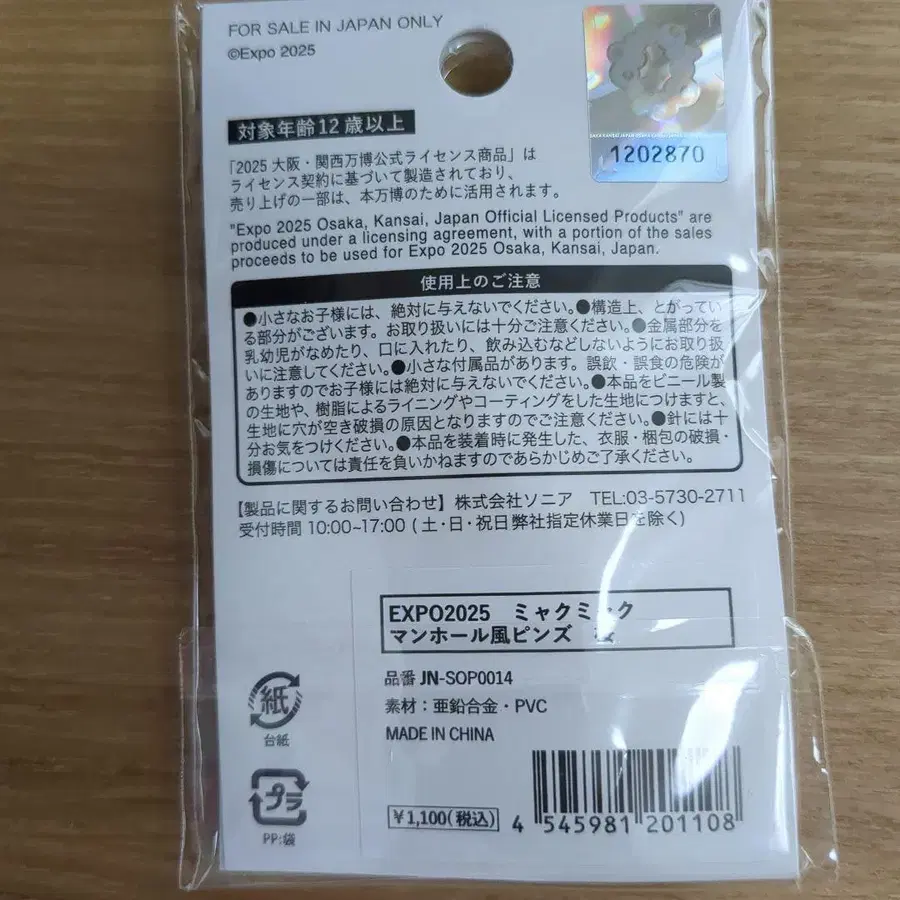 FOR SALE IN JAPAN ONLY
©Expo 2025
1202870
対象年齢12歳以上
「2025 大阪・関西万博公式ライセンス商品」は
ライセンス契約に基づいて製造されており、
売り上げの一部は、本万博のために活用されます。
"Expo 2025 Osaka, Kansai, Japan Official Licensed Products" are
produced under a licensing agreement, with a portion of the sales
proceeds to be used for Expo 2025 Osaka, Kansai, Japan.
使用上のご注意
●小さなお子様には、絶対に与えないでください。●構造上、とがってい
る部分がございます。お取り扱いには十分ご注意ください。●金属部分を
乳幼児がなめたり、口に入れたり、飲み込むなどしないようにお取り扱
いに注意してください。●小さな付属品があります。誤飲・誤食の危険が
ありますのでお子様には絶対に与えないでください。●本品をビニール製
の生地や、樹脂によるライニングやコーティングをした生地につけますと、
生地に穴が空き破損の原因となりますのでご注意ください。●針には十
分お気をつけください。●本品を装着時に発生した、衣服・梱包の破損・
損傷については責任を負いかねますのであらかじめご了承ください。
【製品に関するお問い合わせ】株式会社ソニア TEL:03-5730-2711
受付時間 10:00~17:00 (土・日・祝日弊社指定休業日を除く)
EXPO2025 ミャクミャク
マンホール風ピンズ
品番 JN-SOP0014
素材：亜鉛合金・PVC
MADE IN CHINA
紙
台紙
プラ
PP:袋
¥1,100(税込)
4 545981 201108